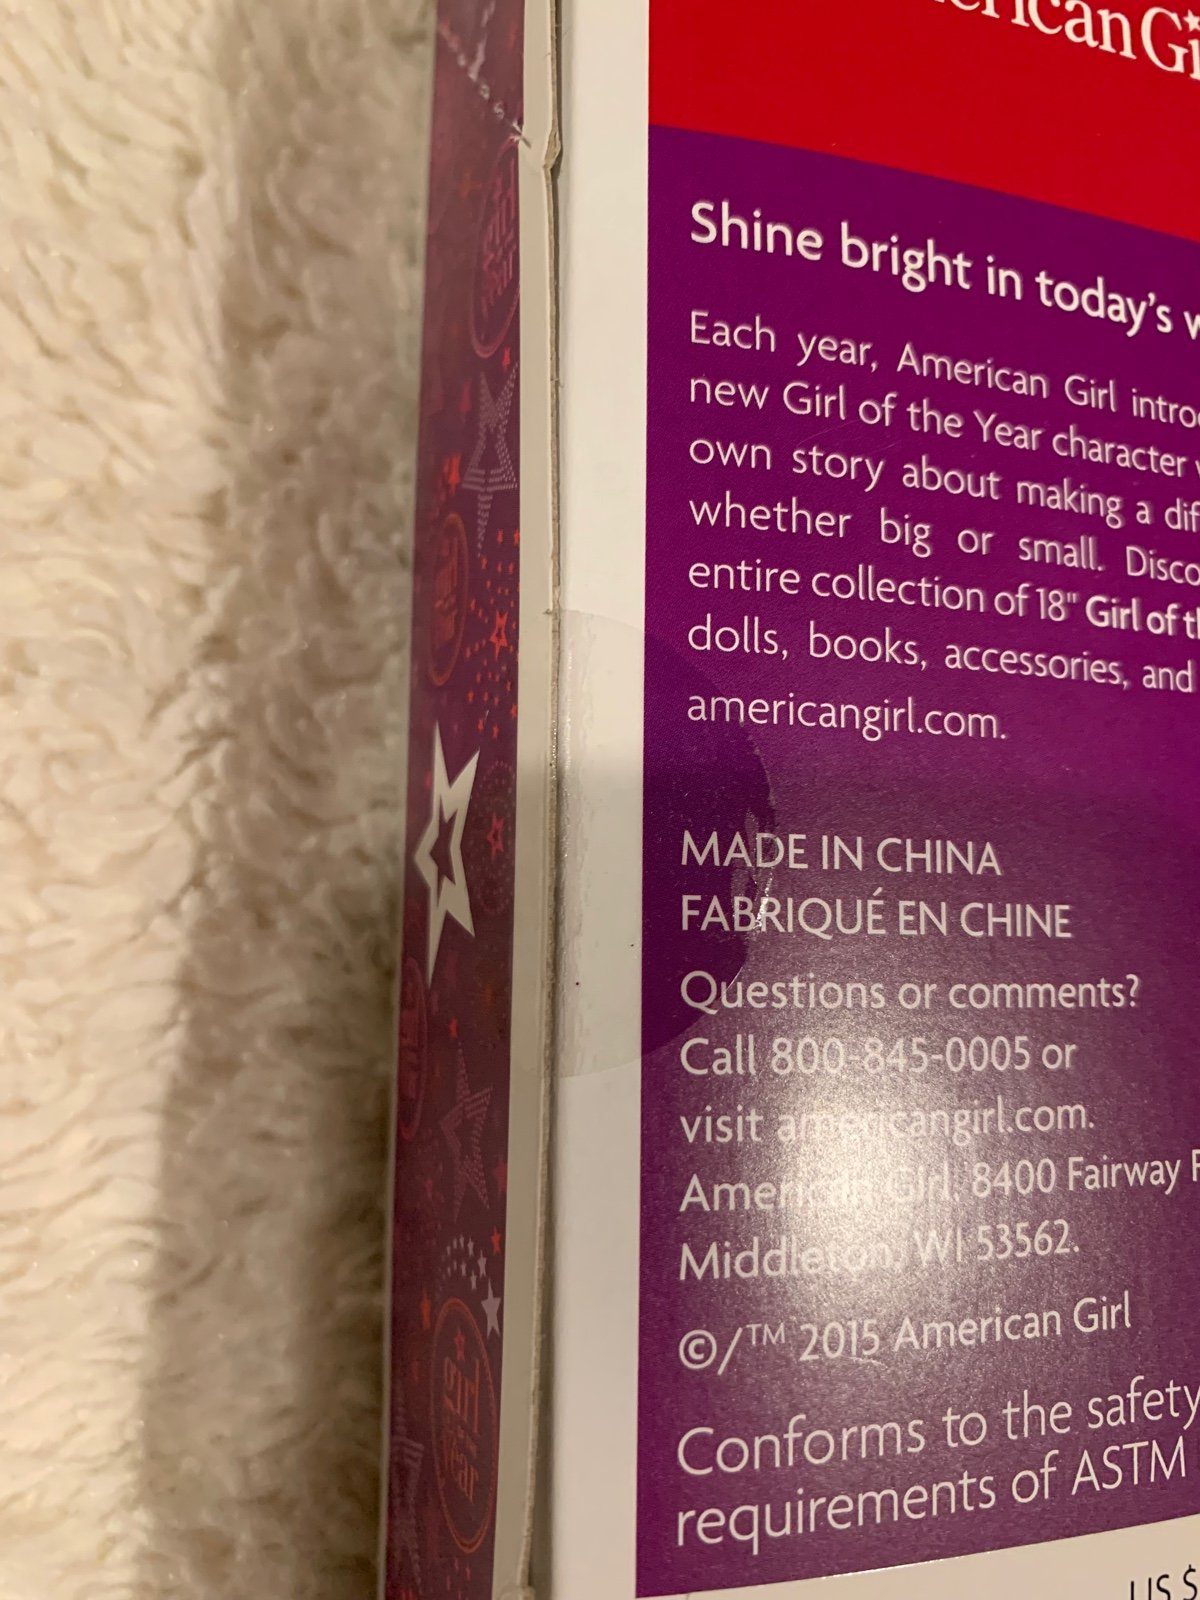 American Gi
Shine bright in today's
Each year, American Girl
new Girl of the Year character
own story about making a
whether big or small.
entire collection of 18" Girl of
dolls, books, accessories, and
americangirl.com.
MADE IN CHINA
FABRIQUÉ EN CHINE
Questions or comments?
Call 800-845-0005 or
visit americangirl.com.
American Girl, 8400 Fairway
Middleton, WI 53562.
©/™ 2015 American Girl
Conforms to the safety
requirements of ASTM
US $